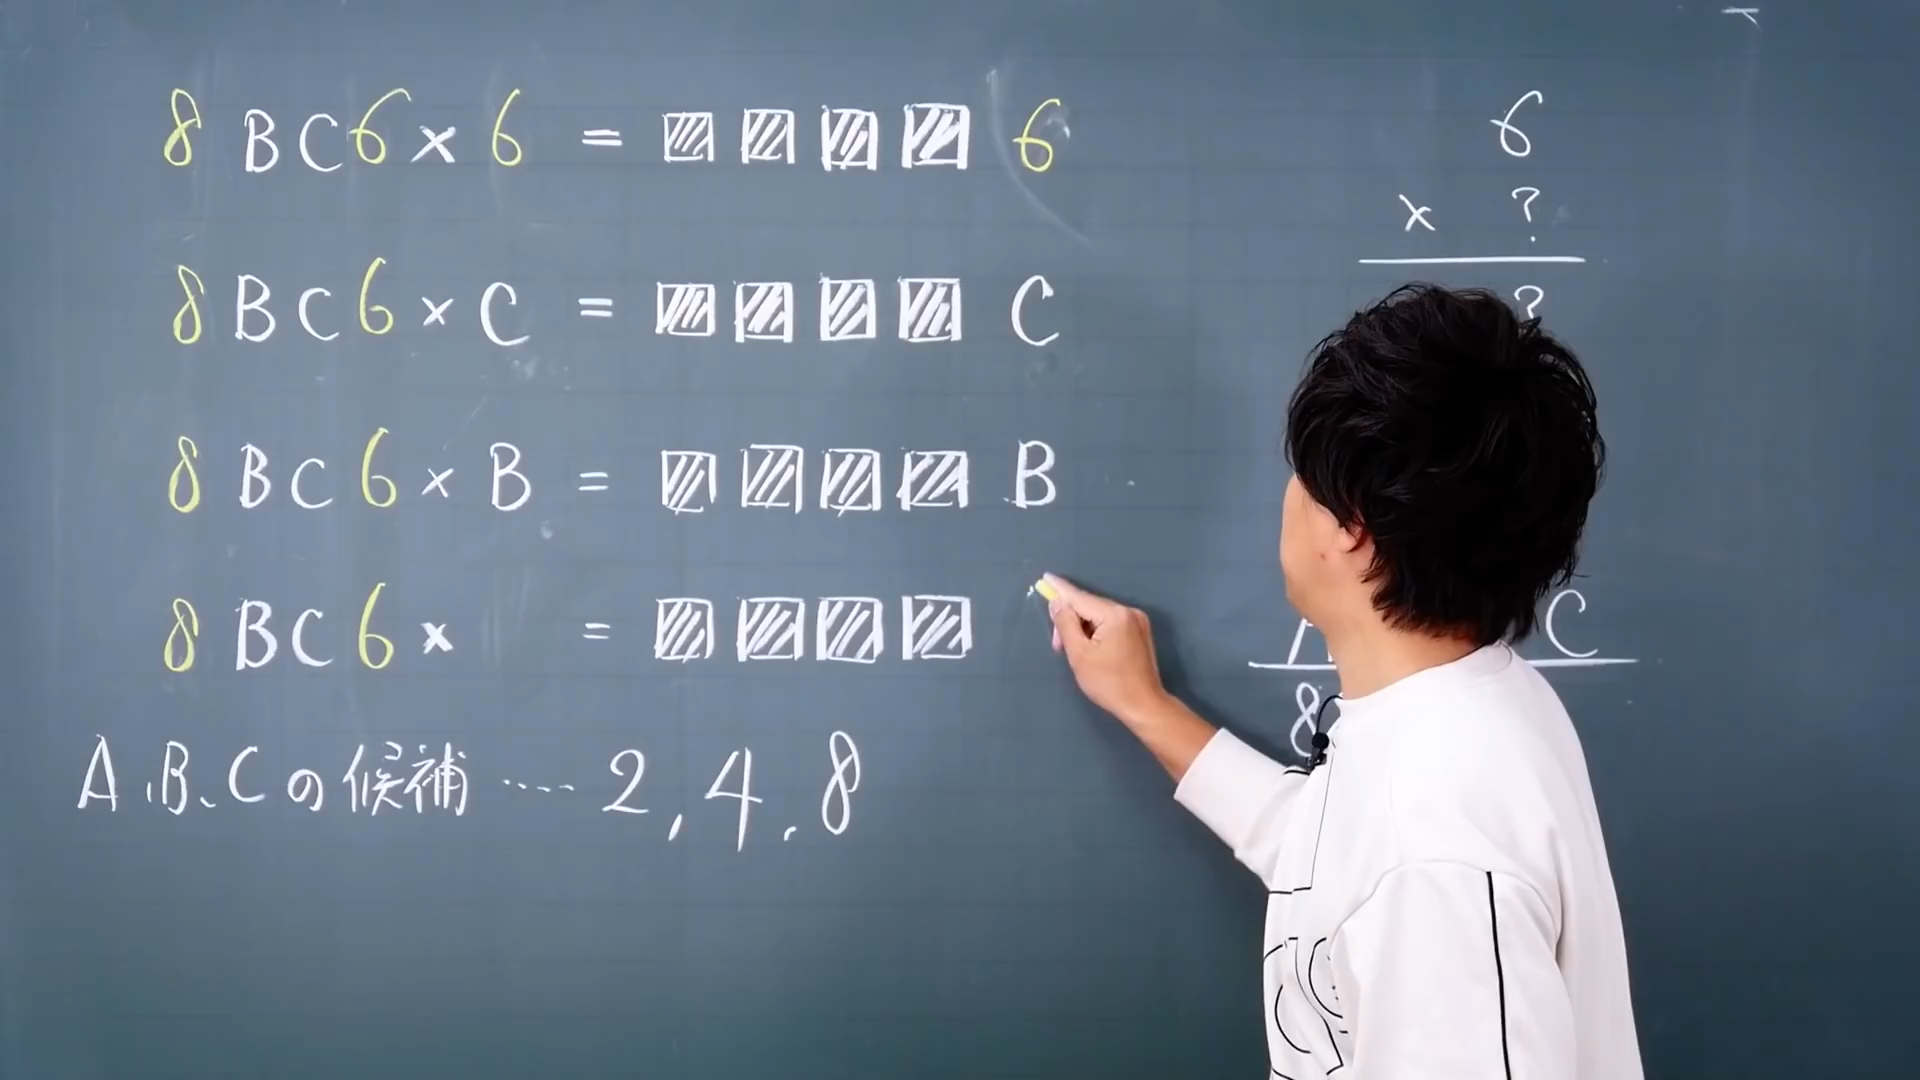 8BC6×6=▨▨▨▨6
8BC6×C=▨▨▨▨C
8BC6×B=▨▨▨▨B
8BC6× =▨▨▨▨
A、B、Cの候補‥‥2,4,8
6
× ?
?
C
8